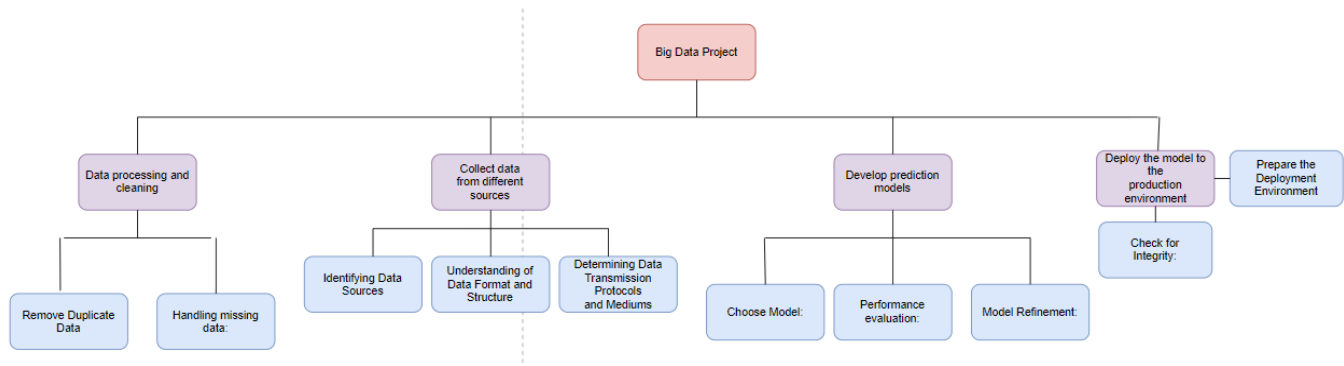 Big Data Project
Data processing and
cleaning
Collect data
from different
sources
Develop prediction
models
Deploy the model to
the
production
environment
Prepare the
Deployment
Environment
Remove Duplicate
Data
Handling missing
data:
Identifying Data
Sources
Understanding of
Data Format and
Structure
Determining Data
Transmission
Protocols
and Mediums
Choose Model:
Performance
evaluation:
Model Refinement:
Check for
Integrity: